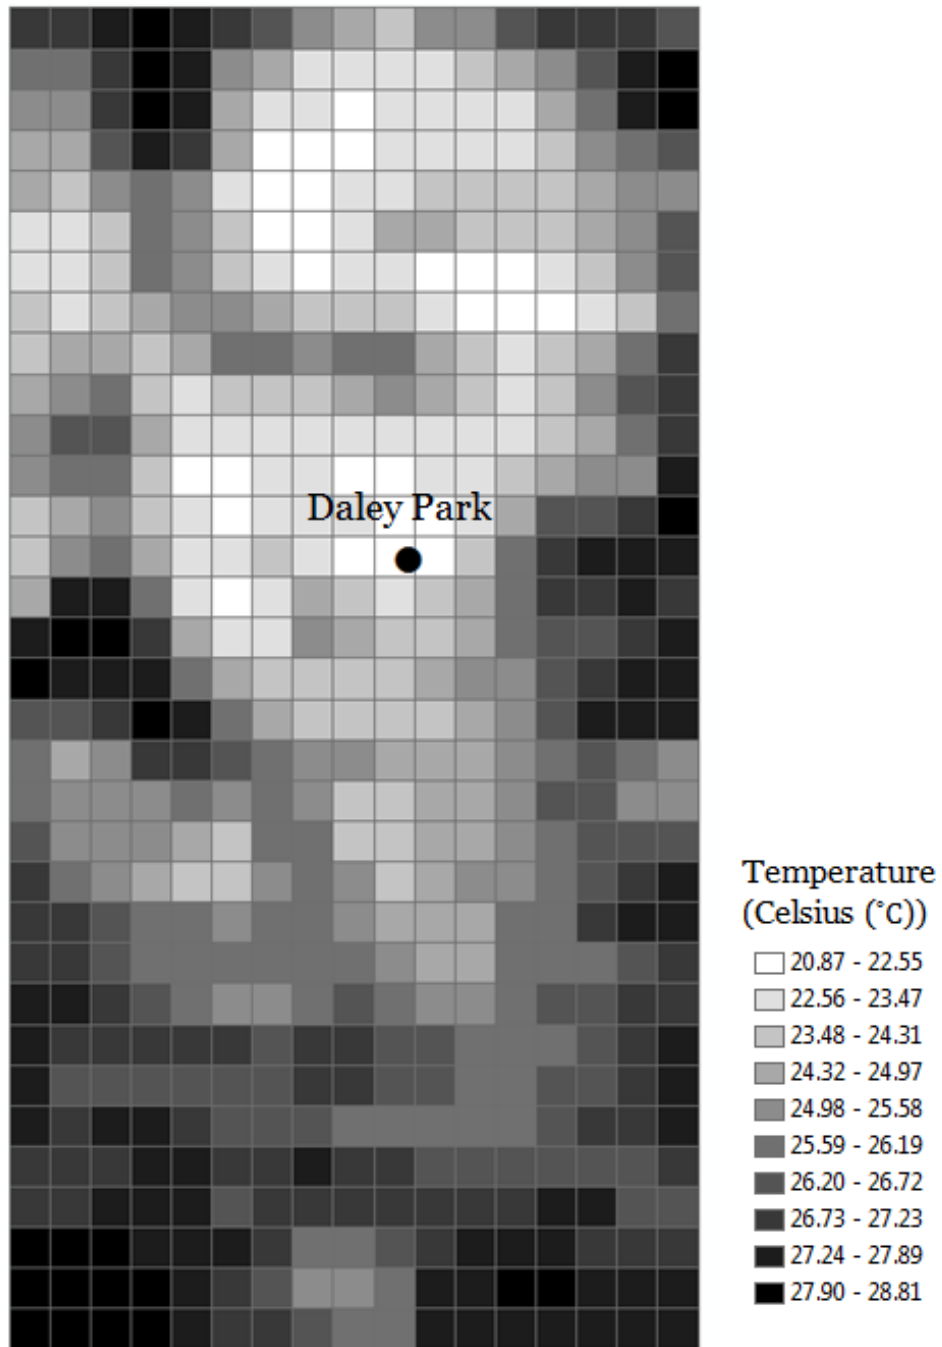 Daley Park
Temperature
(Celsius (˚C))
20.87 - 22.55
22.56 - 23.47
23.48 - 24.31
24.32 - 24.97
24.98 - 25.58
25.59 - 26.19
26.20 - 26.72
26.73 - 27.23
27.24 - 27.89
27.90 - 28.81